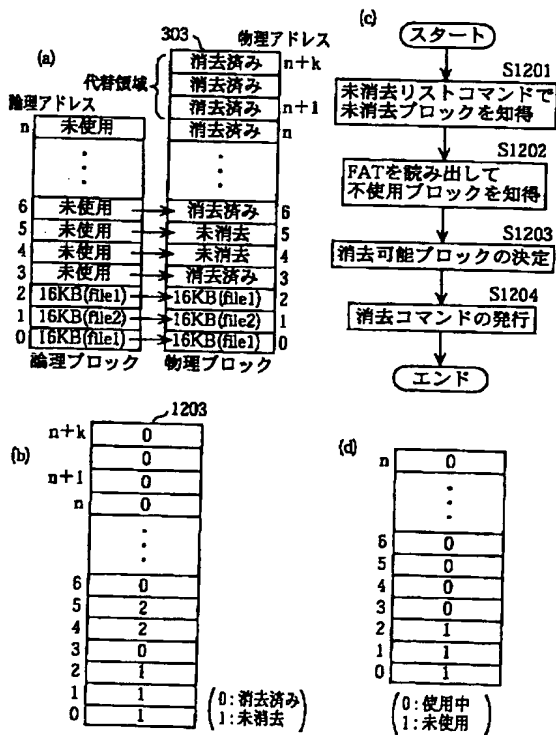 (a)
303
物理アドレス
代替領域
論理アドレス
消去済み n+k
消去済み
消去済み n+1
n 未使用 消去済み n
6 未使用 消去済み 6
5 未使用 未消去 5
4 未使用 未消去 4
3 未使用 消去済み 3
2 16KB(file1) 16KB(file1) 2
1 16KB(file2) 16KB(file2) 1
0 16KB(file1) 16KB(file1) 0
論理ブロック 物理ブロック
(c)
スタート
S1201
未消去リストコマンドで
未消去ブロックを知得
S1202
FATを読み出して
不使用ブロックを知得
S1203
消去可能ブロックの決定
S1204
消去コマンドの発行
エンド
(b)
1203
n+k 0
0
n+1 0
n 0
6 0
5 2
4 2
3 0
2 1
1 1
0 1
0:消去済み
1:未消去
(d)
n 0
6 0
5 0
4 0
3 0
2 1
1 1
0 1
0:使用中
1:未使用